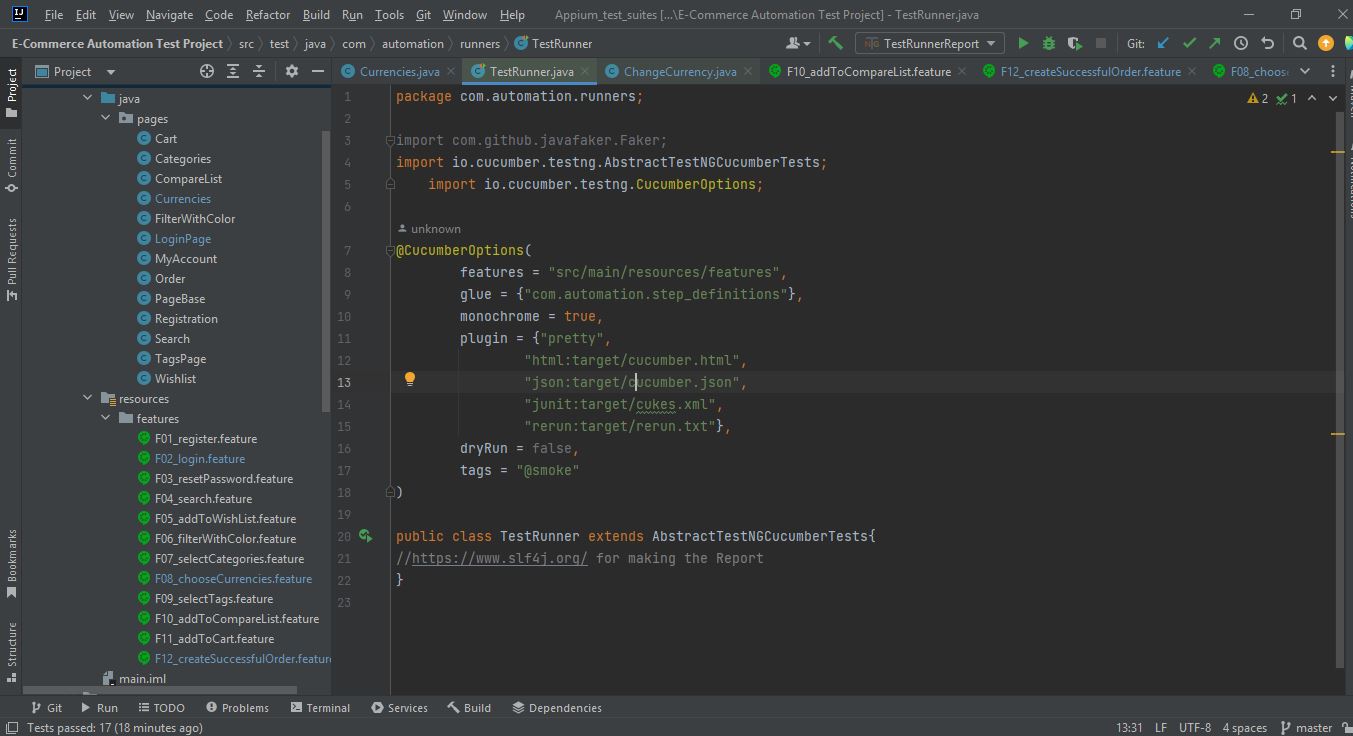 File Edit View Navigate Code Refactor Build Run Tools Git Window Help Appium_test_suites [...\E-Commerce Automation Test Project] - TestRunner.java
E-Commerce Automation Test Project src test java com automation runners TestRunner TestRunnerReport Git:
Project Currencies.java TestRunner.java ChangeCurrency.java F10_addToCompareList.feature F12_createSuccessfulOrder.feature F08_choose
Project
Commit
Pull Requests
Bookmarks
Structure
java
pages
Cart
Categories
CompareList
Currencies
FilterWithColor
LoginPage
MyAccount
Order
PageBase
Registration
Search
TagsPage
Wishlist
resources
features
F01_register.feature
F02_login.feature
F03_resetPassword.feature
F04_search.feature
F05_addToWishList.feature
F06_filterWithColor.feature
F07_selectCategories.feature
F08_chooseCurrencies.feature
F09_selectTags.feature
F10_addToCompareList.feature
F11_addToCart.feature
F12_createSuccessfulOrder.featur
main.iml
2 1
1 package com.automation.runners;
2
3 import com.github.javafaker.Faker;
4 import io.cucumber.testng.AbstractTestNGCucumberTests;
5 import io.cucumber.testng.CucumberOptions;
6
unknown
7 @CucumberOptions(
8 features = "src/main/resources/features",
9 glue = {"com.automation.step_definitions"},
10 monochrome = true,
11 plugin = {"pretty",
12 "html:target/cucumber.html",
13 "json:target/cucumber.json",
14 "junit:target/cukes.xml",
15 "rerun:target/rerun.txt"},
16 dryRun = false,
17 tags = "@smoke"
18 )
19
20 public class TestRunner extends AbstractTestNGCucumberTests{
21 //https://www.slf4j.org/ for making the Report
22 }
23
Git Run TODO Problems Terminal Services Build Dependencies
Tests passed: 17 (18 minutes ago) 13:31 LF UTF-8 4 spaces master